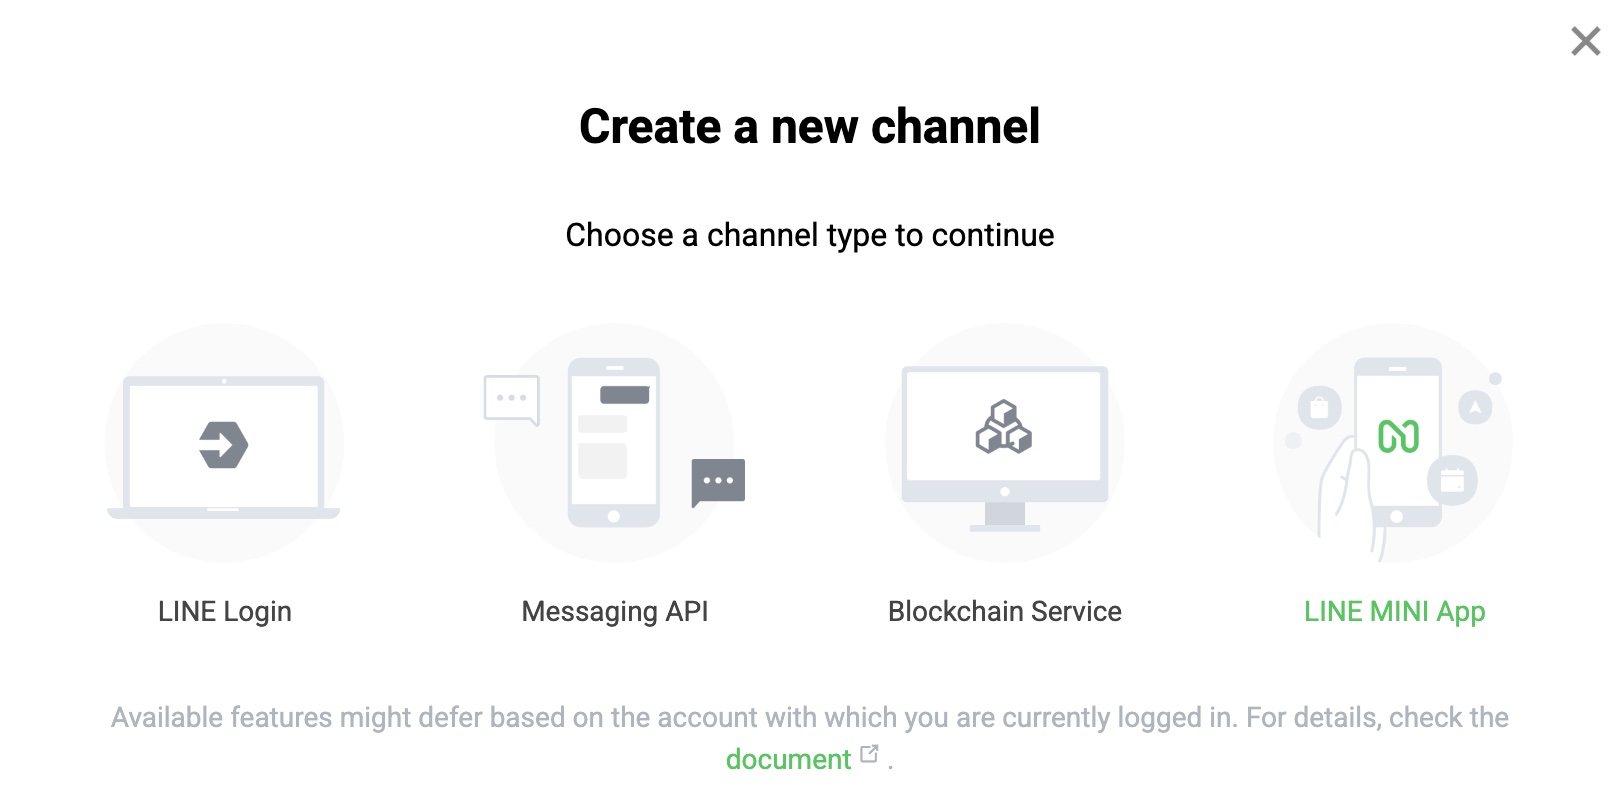 Create a new channel
Choose a channel type to continue
LINE Login
Messaging API
Blockchain Service
LINE MINI App
Available features might defer based on the account with which you are currently logged in. For details, check the
document .